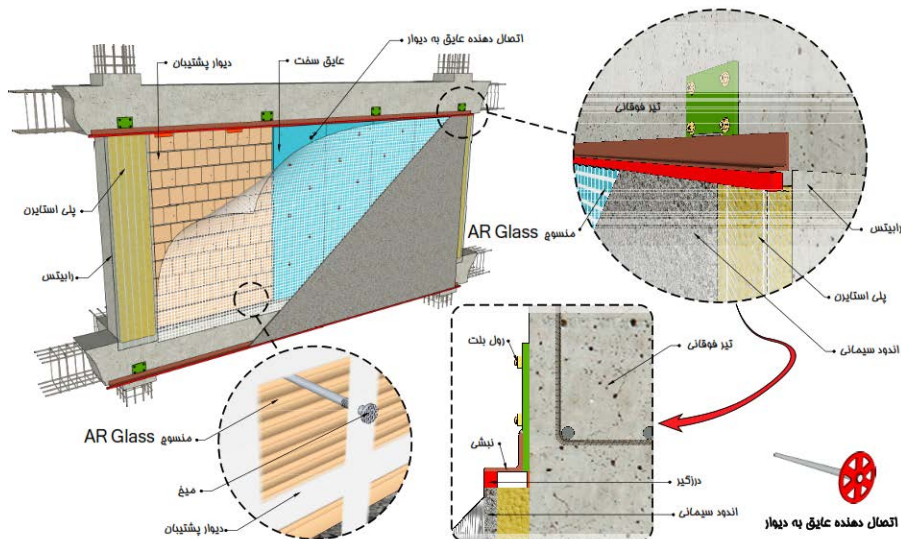 اتصال دهنده عایق به دیوار
عایق سخت
دیوار پشتیبان
تیر فوقانی
پلی استایرن
رابیتس
منسوج AR Glass
رابیتس
پلی استایرن
اندود سیمانی
رول بلت
تیر فوقانی
نبشی
درزگیر
اندود سیمانی
منسوج AR Glass
میخ
دیوار پشتیبان
اتصال دهنده عایق به دیوار